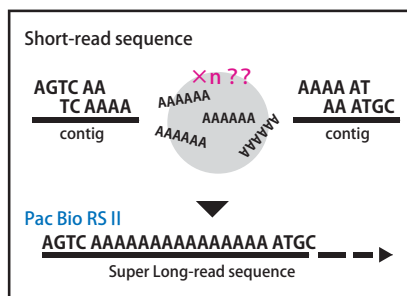 Short-read sequence
×n ??
AGTC AA
TC AAAA
contig
AAAAAA
AAAAAA
AAAAAA
AAAAAA
AAAA AT
AA ATGC
contig
Pac Bio RS II
AGTC AAAAAAAAAAAAAAA ATGC
Super Long-read sequence